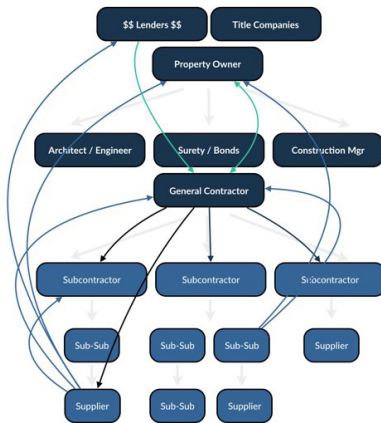 $$ Lenders $$
Title Companies
Property Owner
Architect / Engineer
Surety / Bonds
Construction Mgr
General Contractor
Subcontractor
Subcontractor
Subcontractor
Sub-Sub
Sub-Sub
Sub-Sub
Supplier
Supplier
Sub-Sub
Supplier